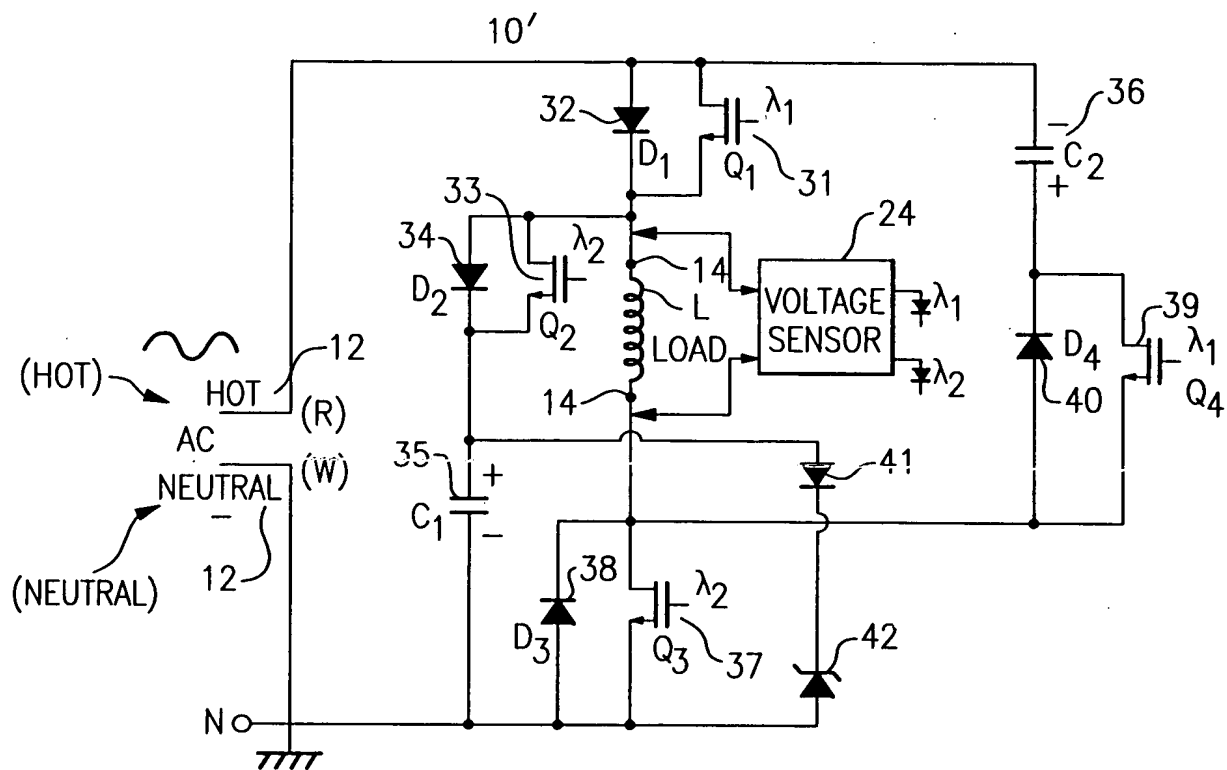 10′
32
D1
λ1
Q1
31
−
36
C2
+
33
34
D2
λ2
Q2
14
L
LOAD
24
VOLTAGE
SENSOR
λ1
λ2
39
D4
λ1
40
Q4
(HOT)
HOT
12
(R)
AC
(W)
NEUTRAL
−
12
(NEUTRAL)
14
35
+
C1
−
41
38
D3
λ2
Q3
37
42
N